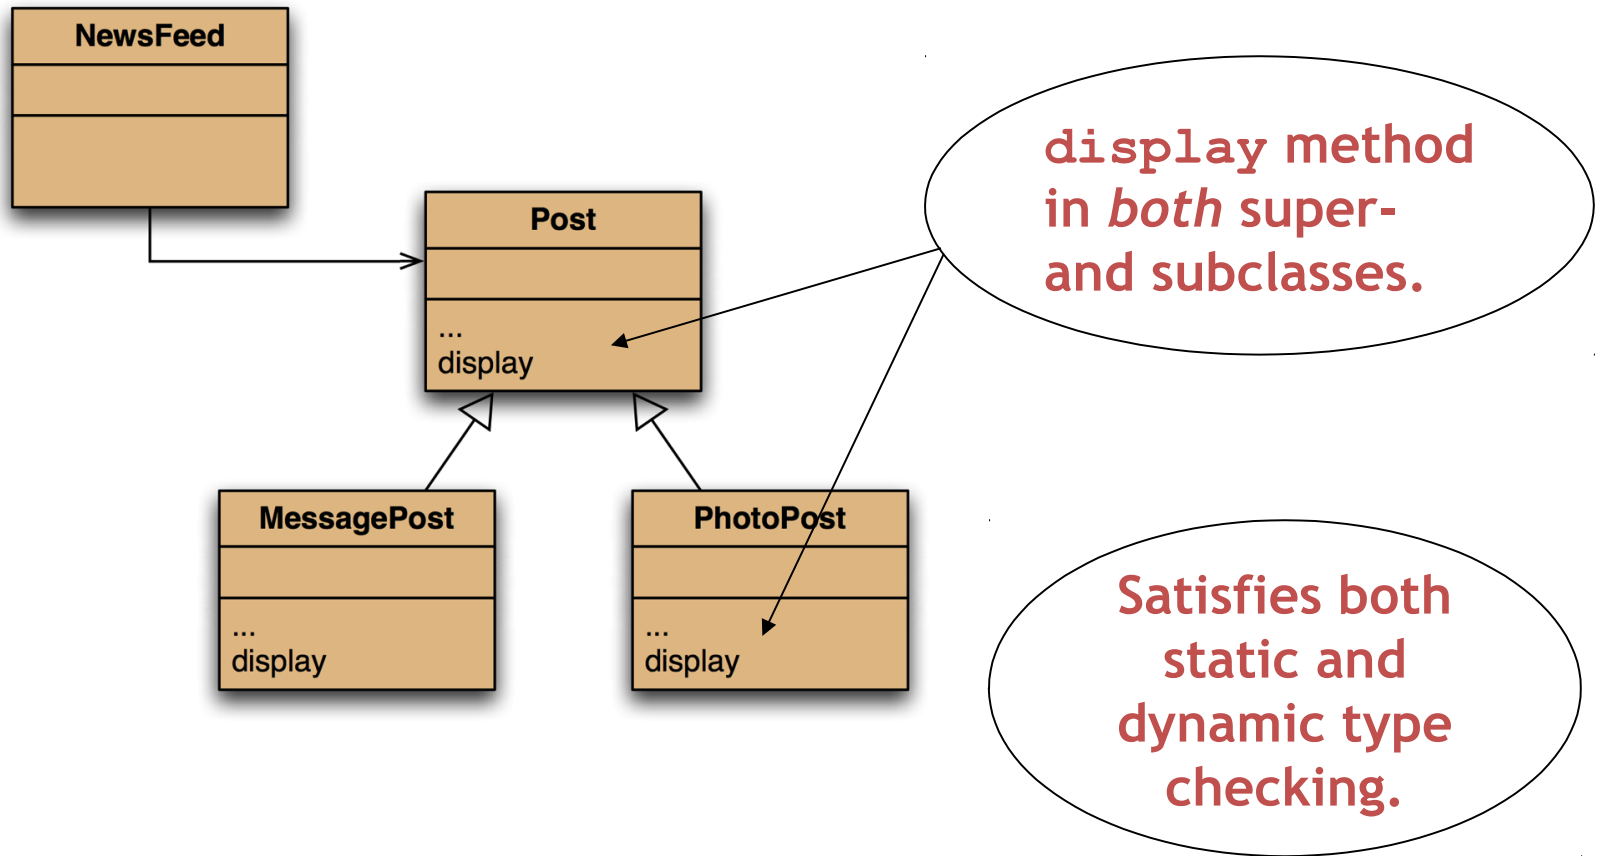 NewsFeed
Post
...
display
MessagePost
...
display
PhotoPost
...
display
display method
in both super-
and subclasses.
Satisfies both
static and
dynamic type
checking.